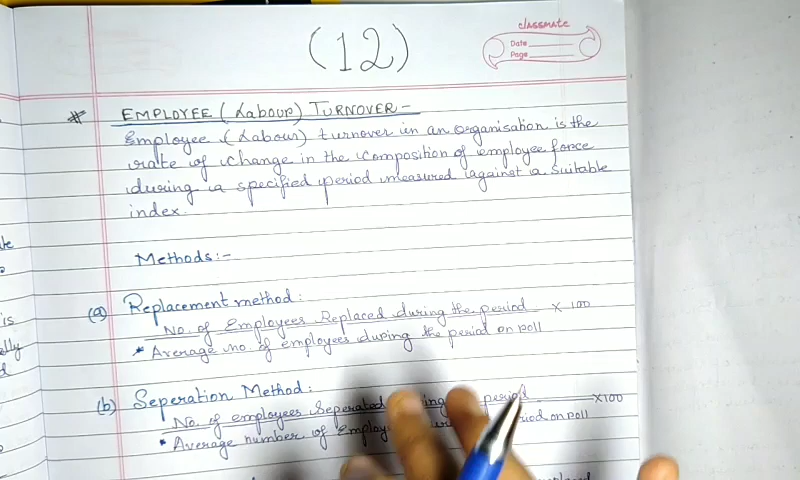 classmate
Date
Page
(12)
* EMPLOYEE (Labour) TURNOVER -
Employee (Labour) turnover in an organisation is the
rate of change in the composition of employee force
during a specified period measured against a suitable
index.
Methods:-
(a) Replacement method:
No. of Employees Replaced during the period X 100
* Average no. of employees during the period on roll
(b) Seperation Method:
No. of employees Seperated period X100
* Average number of period on roll